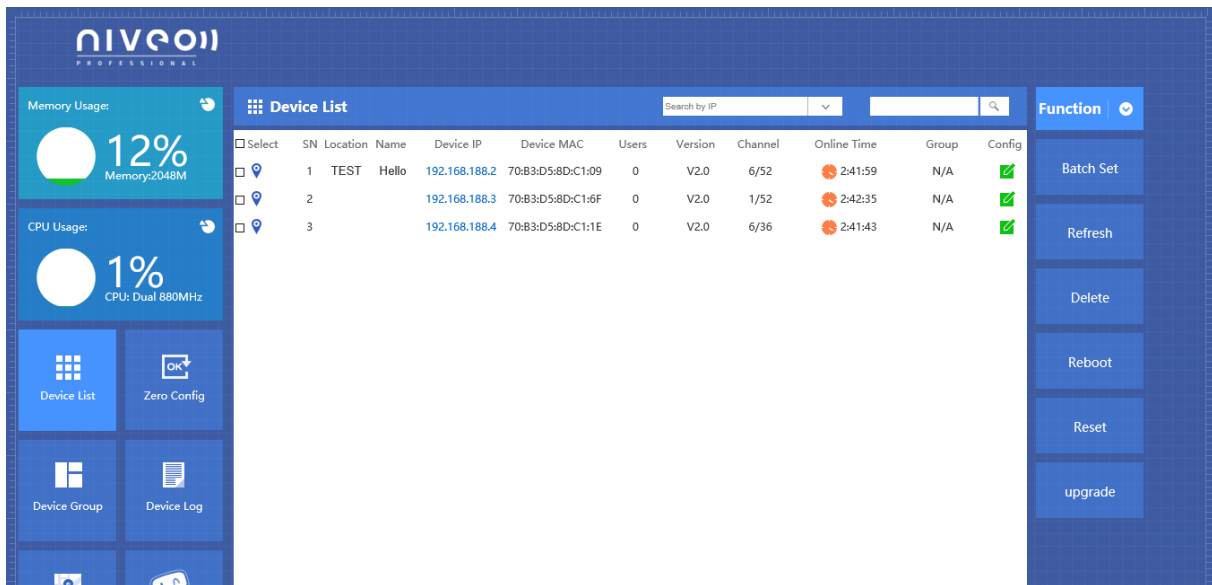 niveo
PROFESSIONAL
Memory Usage:
12%
Memory:2048M
CPU Usage:
1%
CPU: Dual 880MHz
Device List
Zero Config
OK
Device Group
Device Log
Device List
Search by IP
Select SN Location Name Device IP Device MAC Users Version Channel Online Time Group Config
1 TEST Hello 192.168.188.2 70:B3:D5:8D:C1:09 0 V2.0 6/52 2:41:59 N/A
2 192.168.188.3 70:B3:D5:8D:C1:6F 0 V2.0 1/52 2:42:35 N/A
3 192.168.188.4 70:B3:D5:8D:C1:1E 0 V2.0 6/36 2:41:43 N/A
Function
Batch Set
Refresh
Delete
Reboot
Reset
upgrade